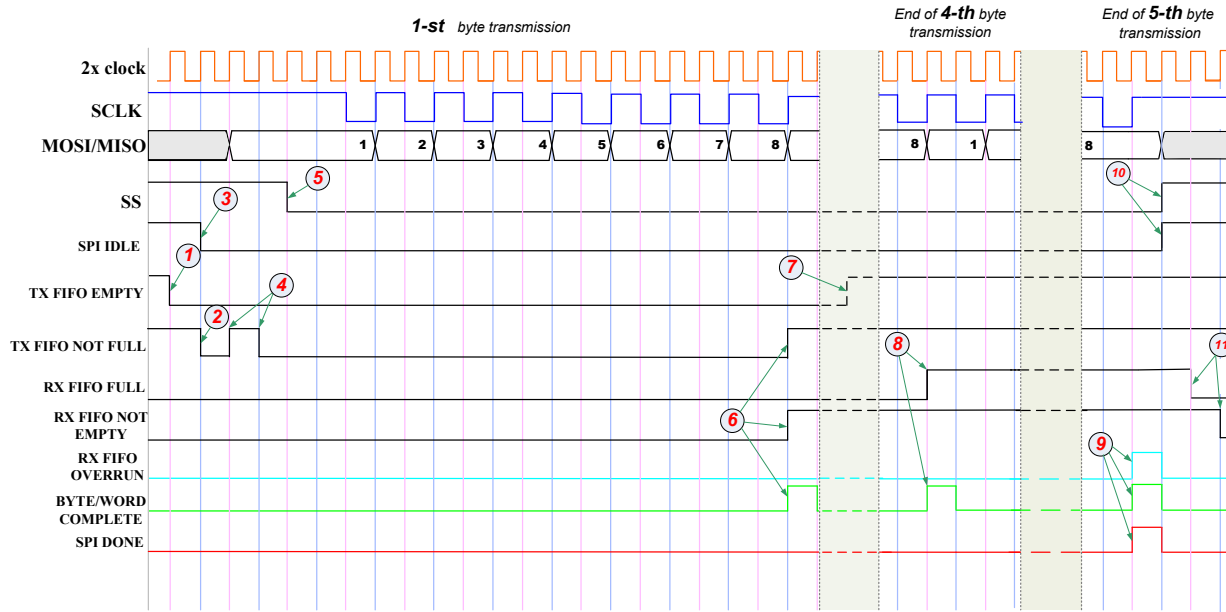 1-st byte transmission
End of 4-th byte
transmission
End of 5-th byte
transmission
2x clock
SCLK
MOSI/MISO
1 2 3 4 5 6 7 8 8 1 8
SS
5
10
3
SPI IDLE
1
TX FIFO EMPTY
7
4
2
TX FIFO NOT FULL
8
11
RX FIFO FULL
RX FIFO NOT
EMPTY
6
9
RX FIFO
OVERRUN
BYTE/WORD
COMPLETE
SPI DONE